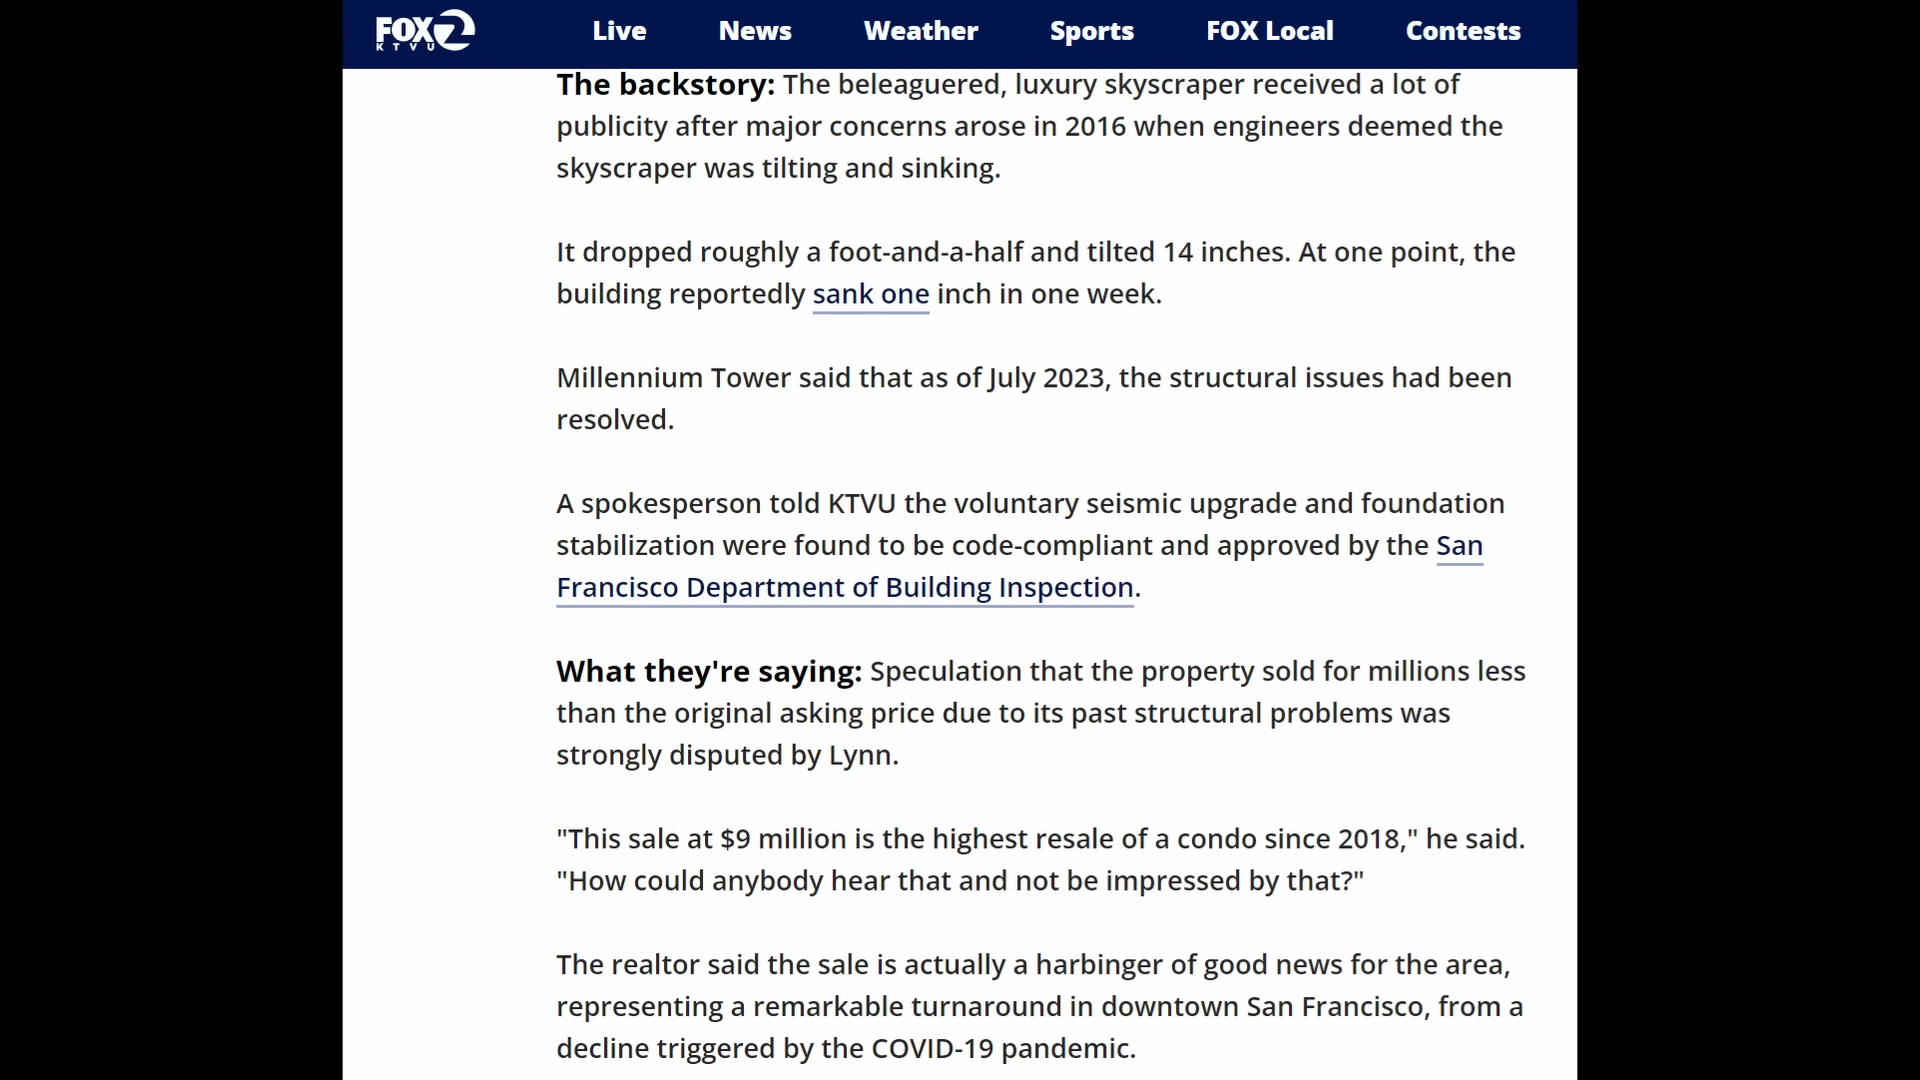 FOX 2
KTVU
Live News Weather Sports FOX Local Contests
The backstory: The beleaguered, luxury skyscraper received a lot of
publicity after major concerns arose in 2016 when engineers deemed the
skyscraper was tilting and sinking.
It dropped roughly a foot-and-a-half and tilted 14 inches. At one point, the
building reportedly sank one inch in one week.
Millennium Tower said that as of July 2023, the structural issues had been
resolved.
A spokesperson told KTVU the voluntary seismic upgrade and foundation
stabilization were found to be code-compliant and approved by the San
Francisco Department of Building Inspection.
What they're saying: Speculation that the property sold for millions less
than the original asking price due to its past structural problems was
strongly disputed by Lynn.
"This sale at $9 million is the highest resale of a condo since 2018," he said.
"How could anybody hear that and not be impressed by that?"
The realtor said the sale is actually a harbinger of good news for the area,
representing a remarkable turnaround in downtown San Francisco, from a
decline triggered by the COVID-19 pandemic.